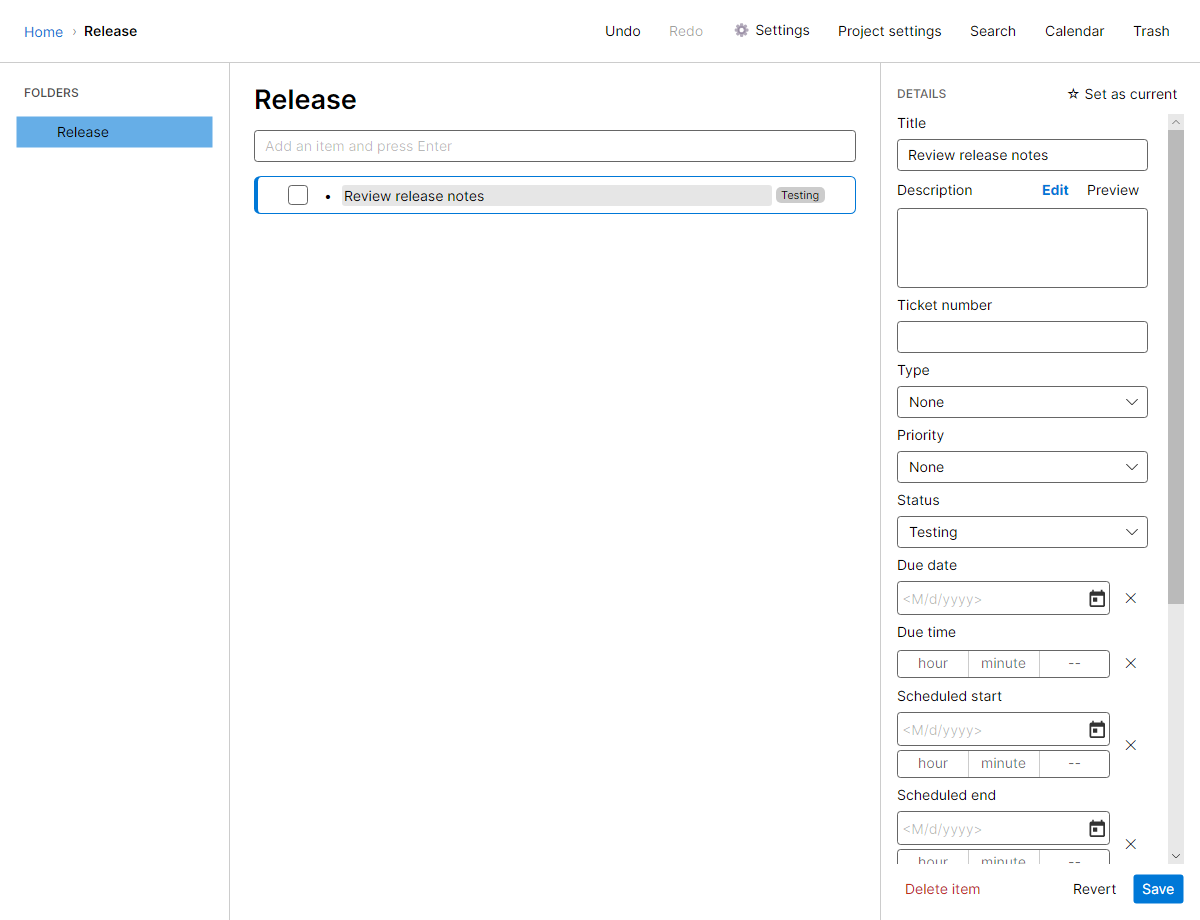 Home › Release
Undo Redo Settings Project settings Search Calendar Trash
FOLDERS
Release
Release
Add an item and press Enter
• Review release notes Testing
DETAILS
☆ Set as current
Title
Review release notes
Description Edit Preview
Ticket number
Type
None
Priority
None
Status
Testing
Due date
<M/d/yyyy>
Due time
hour minute --
Scheduled start
<M/d/yyyy>
hour minute --
Scheduled end
<M/d/yyyy>
hour minute --
Delete item Revert Save